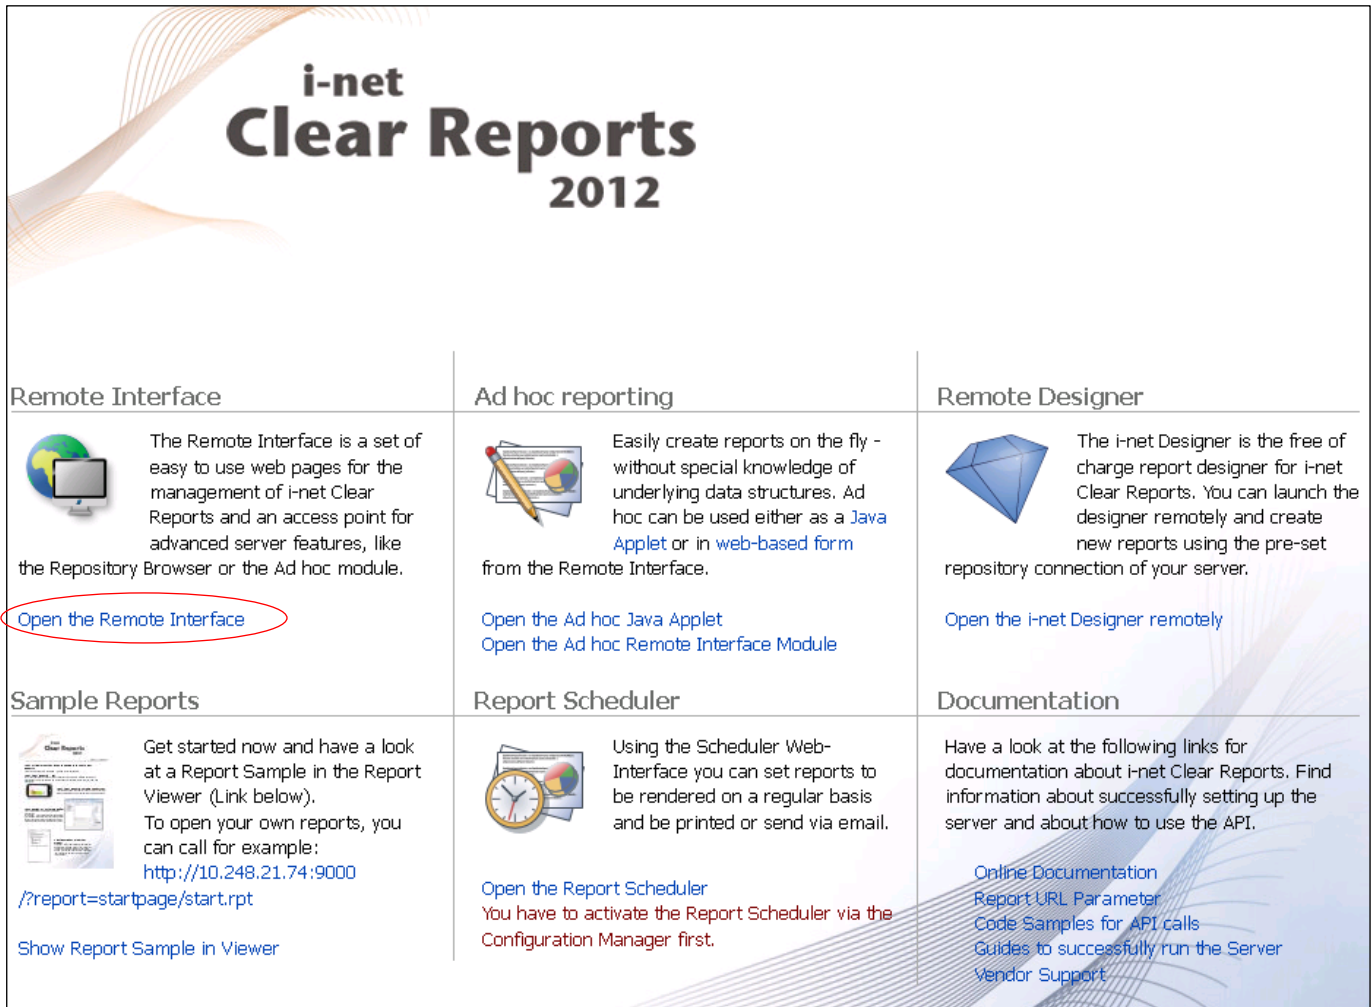 i-net
Clear Reports
2012
Remote Interface
The Remote Interface is a set of
easy to use web pages for the
management of i-net Clear
Reports and an access point for
advanced server features, like
the Repository Browser or the Ad hoc module.
Open the Remote Interface
Ad hoc reporting
Easily create reports on the fly -
without special knowledge of
underlying data structures. Ad
hoc can be used either as a Java
Applet or in web-based form
from the Remote Interface.
Open the Ad hoc Java Applet
Open the Ad hoc Remote Interface Module
Remote Designer
The i-net Designer is the free of
charge report designer for i-net
Clear Reports. You can launch the
designer remotely and create
new reports using the pre-set
repository connection of your server.
Open the i-net Designer remotely
Sample Reports
Get started now and have a look
at a Report Sample in the Report
Viewer (Link below).
To open your own reports, you
can call for example:
http://10.248.21.74:9000
/?report=startpage/start.rpt
Show Report Sample in Viewer
Report Scheduler
Using the Scheduler Web-
Interface you can set reports to
be rendered on a regular basis
and be printed or send via email.
Open the Report Scheduler
You have to activate the Report Scheduler via the
Configuration Manager first.
Documentation
Have a look at the following links for
documentation about i-net Clear Reports. Find
information about successfully setting up the
server and about how to use the API.
Online Documentation
Report URL Parameter
Code Samples for API calls
Guides to successfully run the Server
Vendor Support